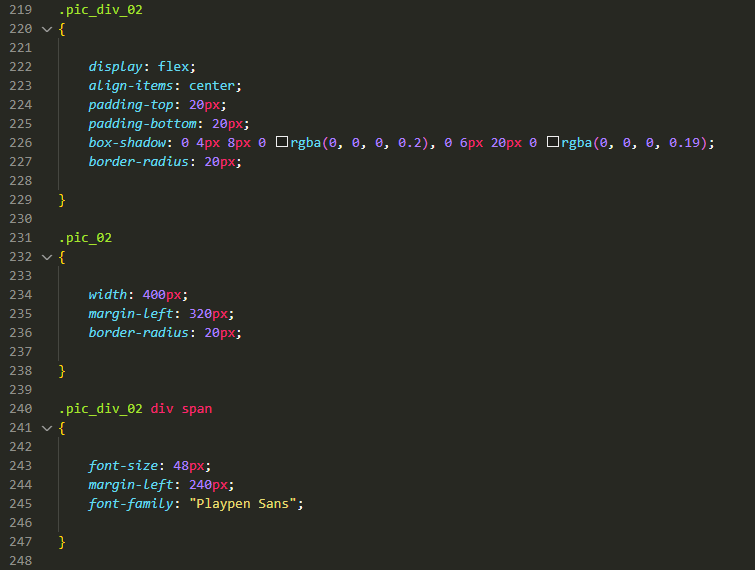 219 .pic_div_02
220 {
221
222 display: flex;
223 align-items: center;
224 padding-top: 20px;
225 padding-bottom: 20px;
226 box-shadow: 0 4px 8px 0 rgba(0, 0, 0, 0.2), 0 6px 20px 0 rgba(0, 0, 0, 0.19);
227 border-radius: 20px;
228
229 }
230
231 .pic_02
232 {
233
234 width: 400px;
235 margin-left: 320px;
236 border-radius: 20px;
237
238 }
239
240 .pic_div_02 div span
241 {
242
243 font-size: 48px;
244 margin-left: 240px;
245 font-family: "Playpen Sans";
246
247 }
248